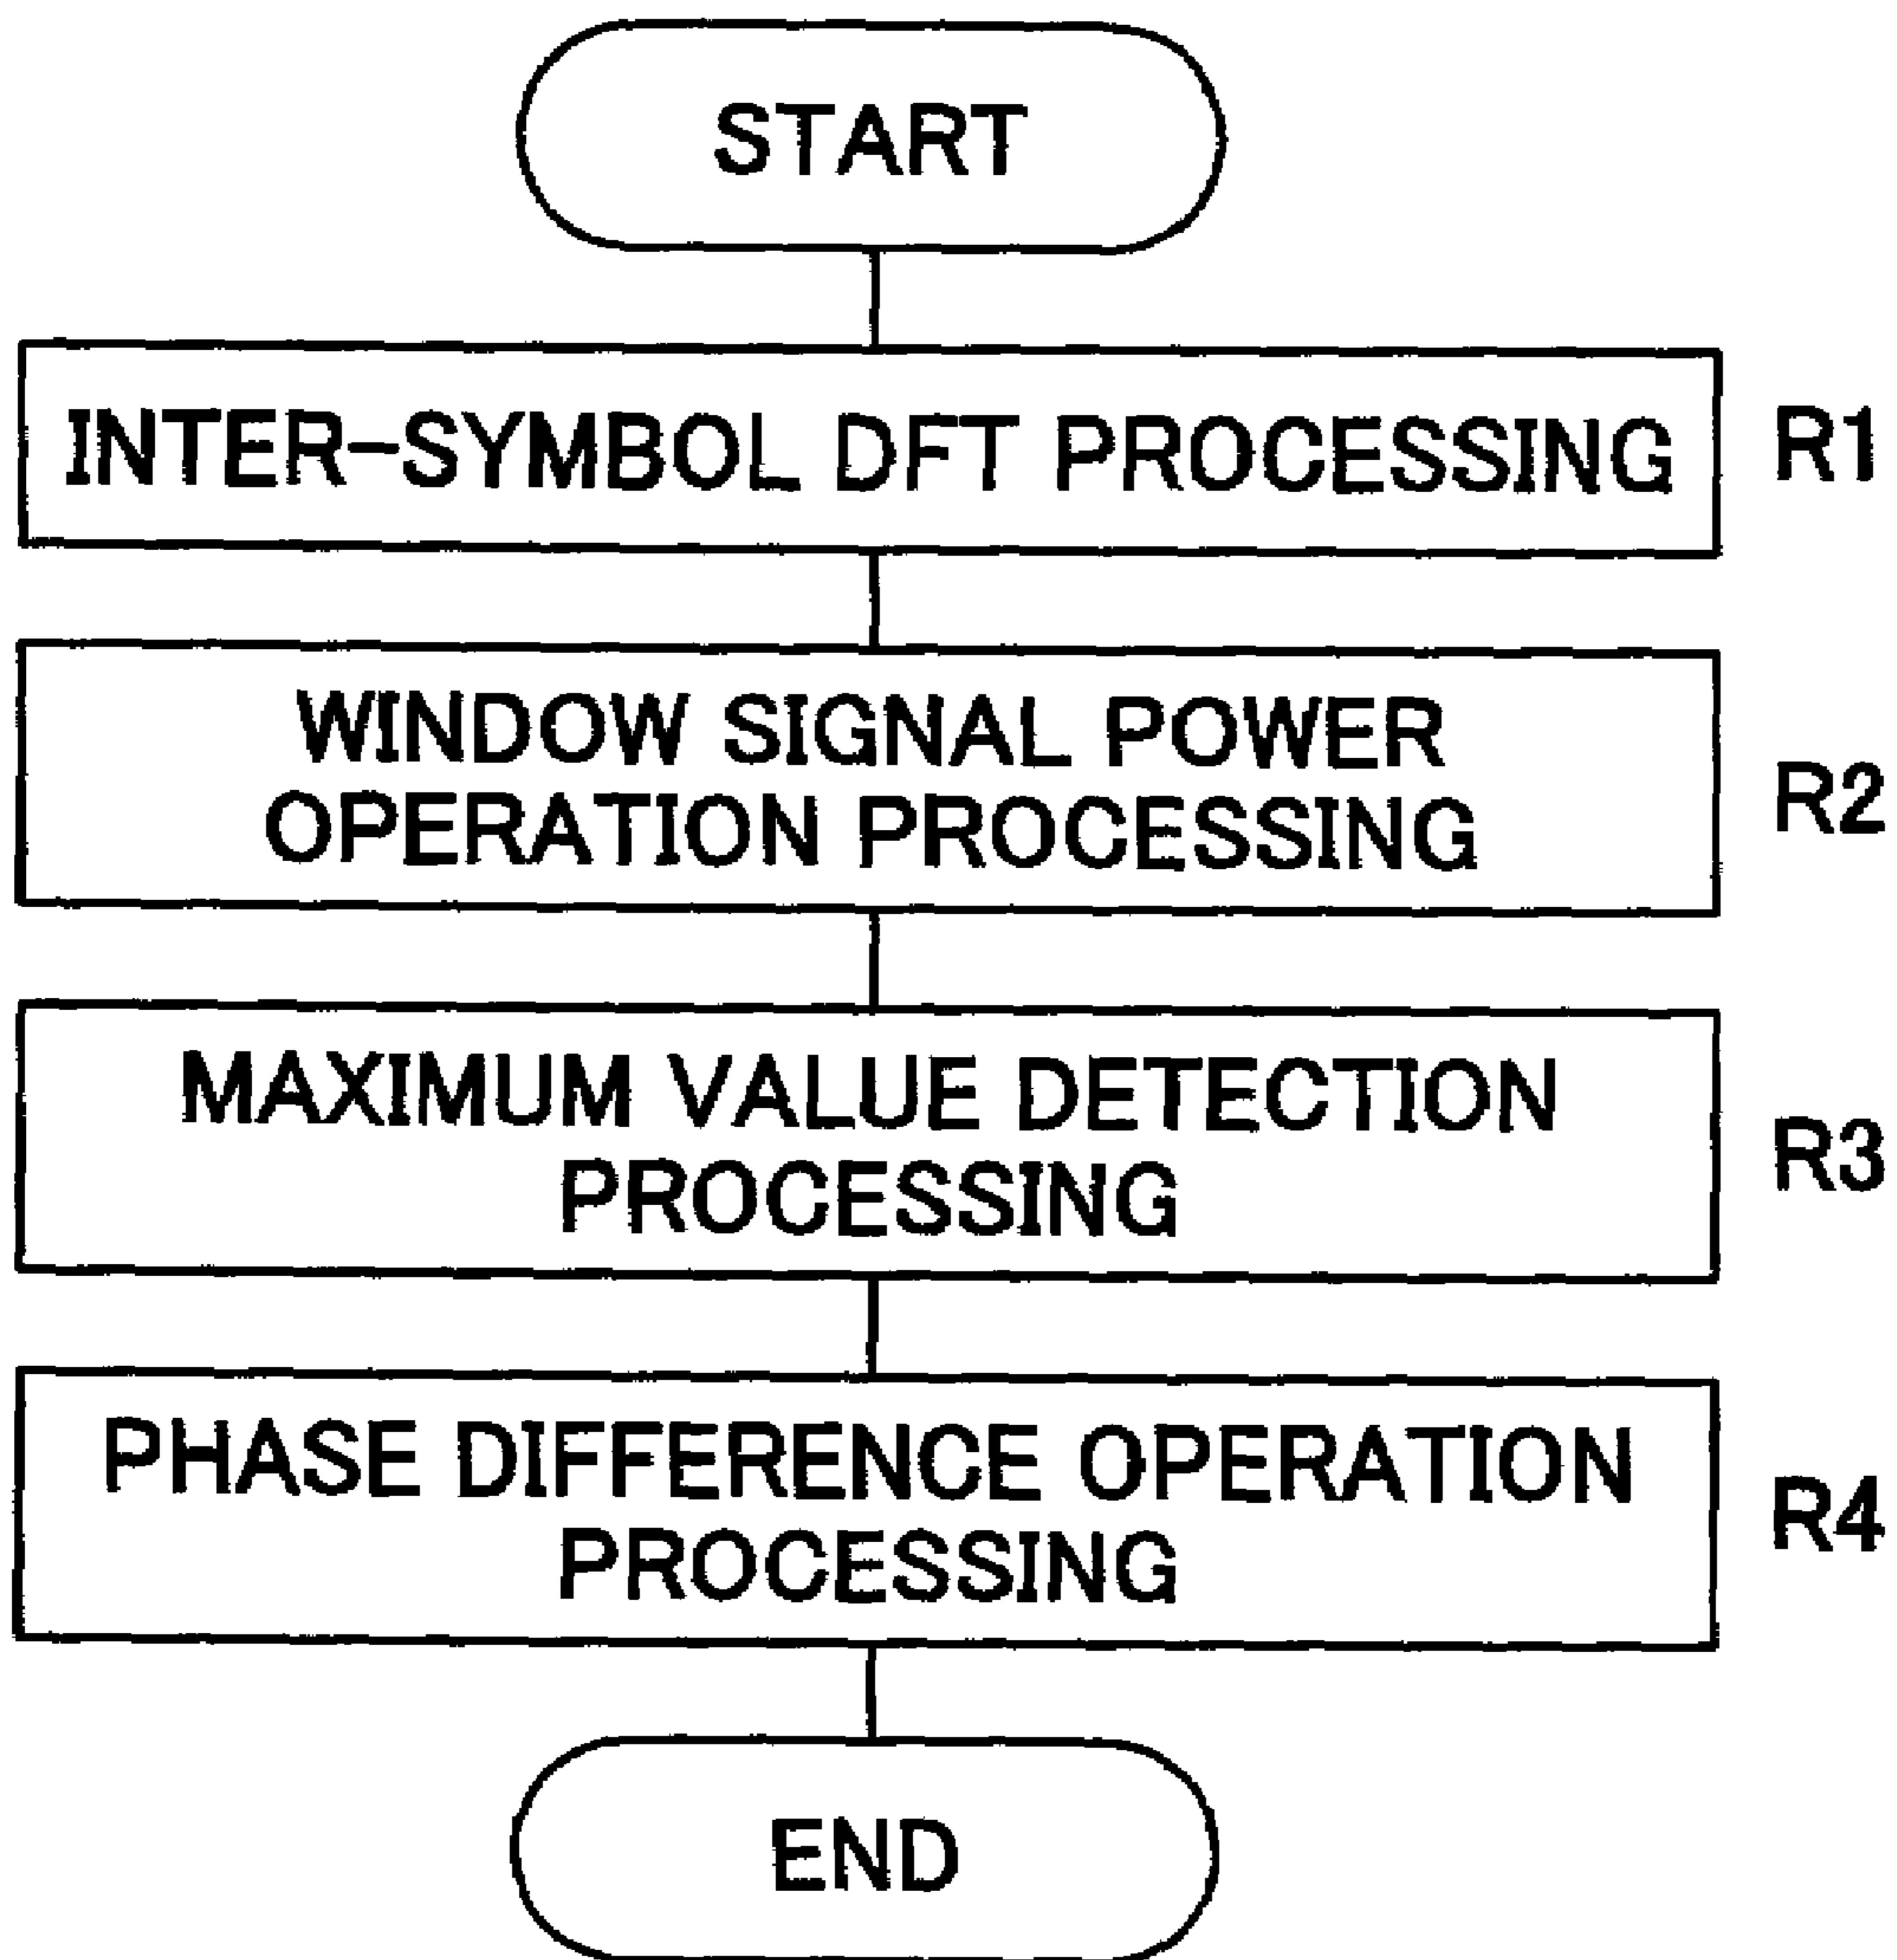 START
INTER-SYMBOL DFT PROCESSING
R1
WINDOW SIGNAL POWER
OPERATION PROCESSING
R2
MAXIMUM VALUE DETECTION
PROCESSING
R3
PHASE DIFFERENCE OPERATION
PROCESSING
R4
END